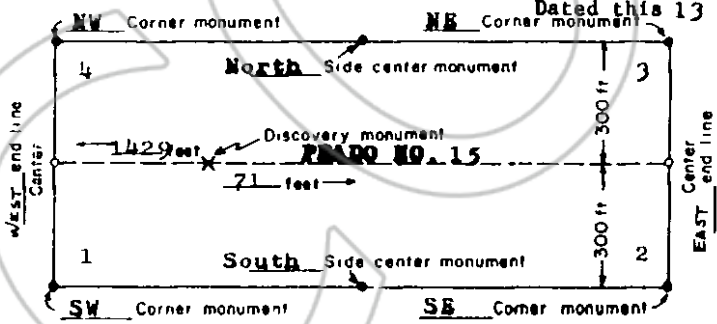 Dated this 13
NW Corner monument NE Corner monument
4 North Side center monument 3
300 ft
WEST end line
Center
1429 feet Discovery monument
PRADO NO. 15
71 feet
Center
EAST end line
300 ft
1 South Side center monument 2
SW Corner monument SE Corner monument